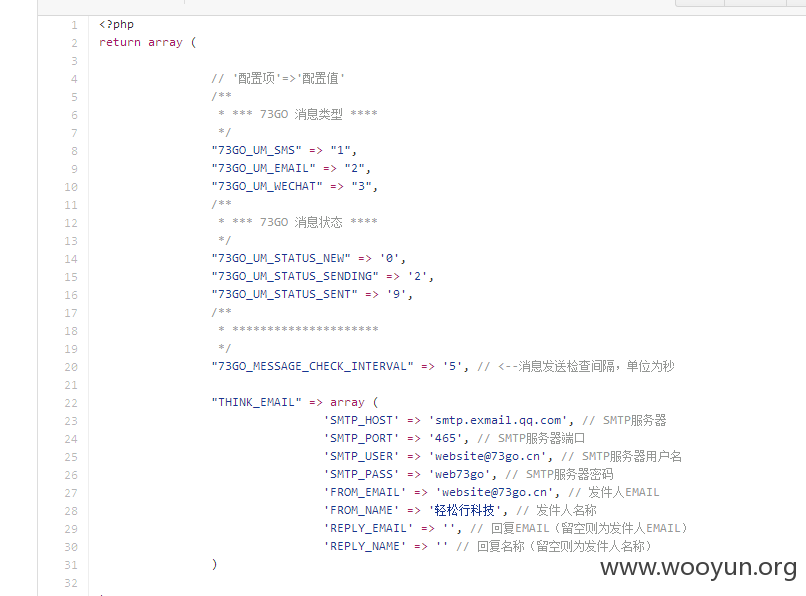 1 <?php
2 return array (
3
4 // '配置项'=>'配置值'
5 /**
6 * *** 73GO 消息类型 ****
7 */
8 "73GO_UM_SMS" => "1",
9 "73GO_UM_EMAIL" => "2",
10 "73GO_UM_WECHAT" => "3",
11 /**
12 * *** 73GO 消息状态 ****
13 */
14 "73GO_UM_STATUS_NEW" => '0',
15 "73GO_UM_STATUS_SENDING" => '2',
16 "73GO_UM_STATUS_SENT" => '9',
17 /**
18 * *********************
19 */
20 "73GO_MESSAGE_CHECK_INTERVAL" => '5', // <--消息发送检查间隔，单位为秒
21
22 "THINK_EMAIL" => array (
23 'SMTP_HOST' => 'smtp.exmail.qq.com', // SMTP服务器
24 'SMTP_PORT' => '465', // SMTP服务器端口
25 'SMTP_USER' => 'website@73go.cn', // SMTP服务器用户名
26 'SMTP_PASS' => 'web73go', // SMTP服务器密码
27 'FROM_EMAIL' => 'website@73go.cn', // 发件人EMAIL
28 'FROM_NAME' => '轻松行科技', // 发件人名称
29 'REPLY_EMAIL' => '', // 回复EMAIL（留空则为发件人EMAIL）
30 'REPLY_NAME' => '' // 回复名称（留空则为发件人名称）
31 )
32
www.wooyun.org